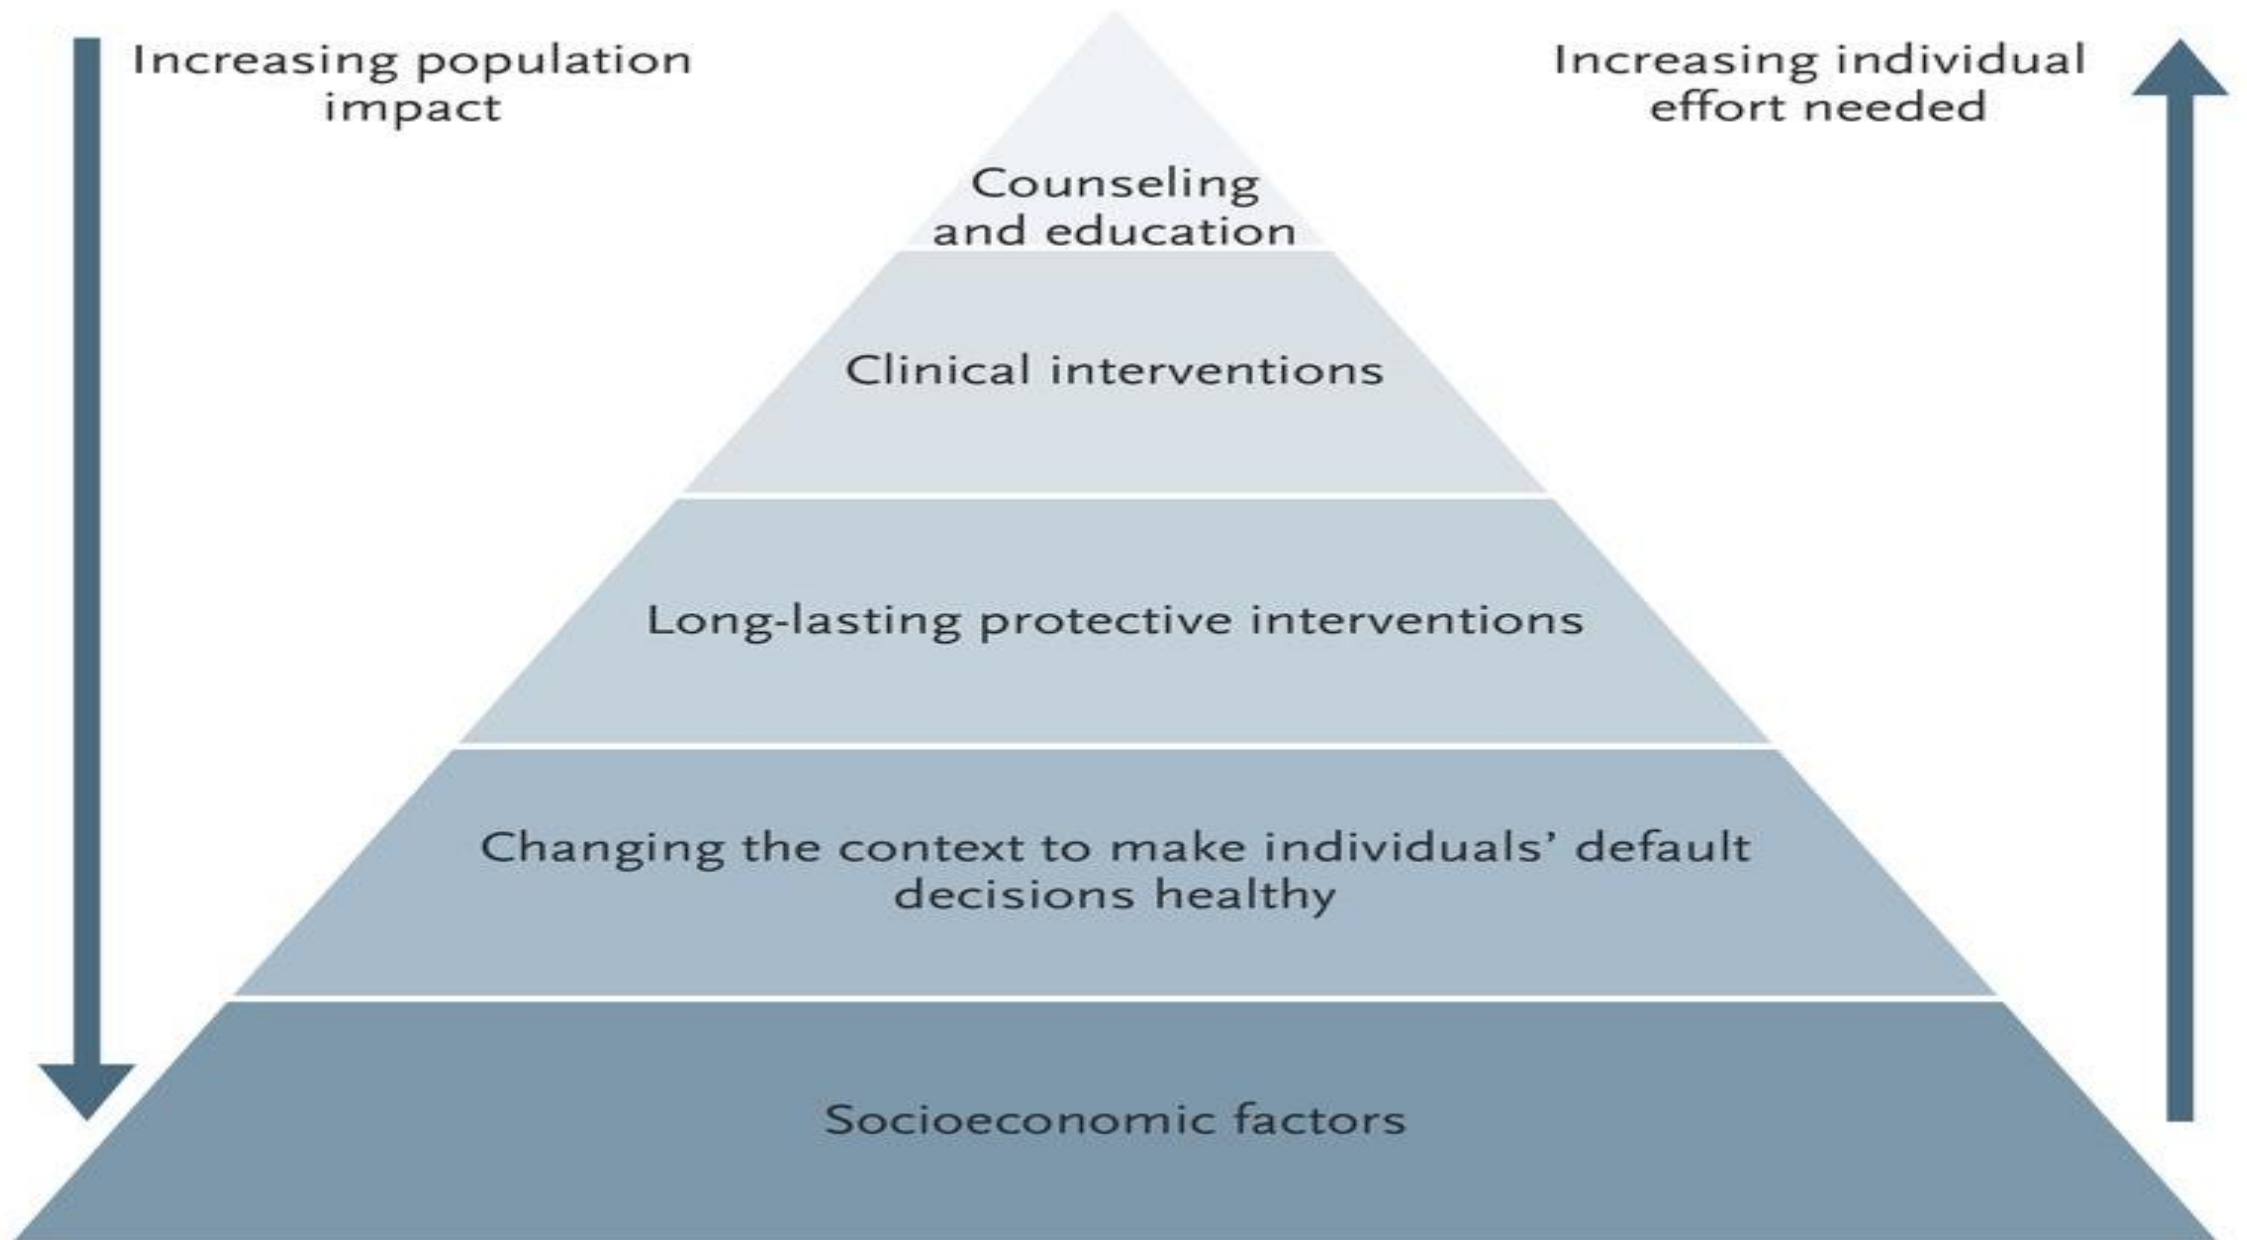 Increasing population
impact
Increasing individual
effort needed
Counseling
and education
Clinical interventions
Long-lasting protective interventions
Changing the context to make individuals’ default
decisions healthy
Socioeconomic factors